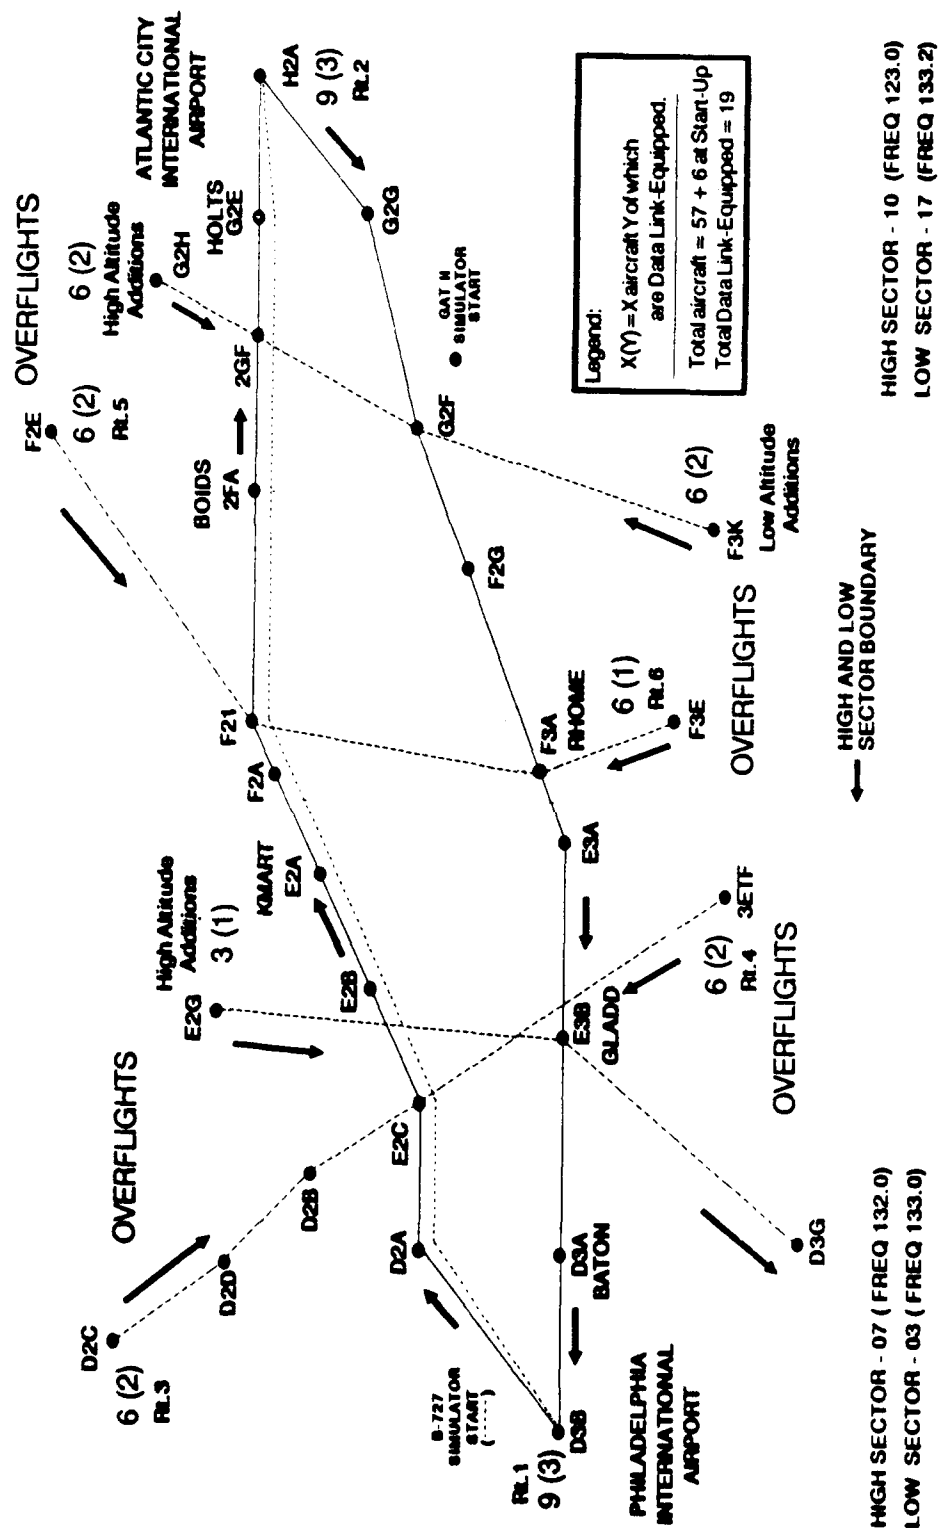 OVERFLIGHTS
D2C
6 (2)
Rt.3
D2D
D2B
High Altitude
Additions
3 (1)
E2G
OVERFLIGHTS
F2E
6 (2)
Rt.5
6 (2)
High Altitude
Additions
G2H
ATLANTIC CITY
INTERNATIONAL
AIRPORT
H2A
9 (3)
Rt.2
HOLTS
G2E
2GF
BOIDS
2FA
F21
F2A
KMART
E2A
E2B
E2C
D2A
B-727
SIMULATOR
START
(-----)
Rt.1
9 (3)
D3B
PHILADELPHIA
INTERNATIONAL
AIRPORT
D3A
BATON
E3B
GLADD
E3A
F3A
RHOME
F2G
G2F
GAT II
SIMULATOR
START
G2G
D3G
6 (2)
Rt.4
3ETF
OVERFLIGHTS
6 (1)
Rt.6
F3E
OVERFLIGHTS
6 (2)
F3K
Low Altitude
Additions
Legend:
X(Y) = X aircraft Y of which
are Data Link-Equipped.
Total aircraft = 57 + 6 at Start-Up
Total Data Link-Equipped = 19
HIGH AND LOW
SECTOR BOUNDARY
HIGH SECTOR - 07 ( FREQ 132.0)
LOW SECTOR - 03 ( FREQ 133.0)
HIGH SECTOR - 10 (FREQ 123.0)
LOW SECTOR - 17 (FREQ 133.2)